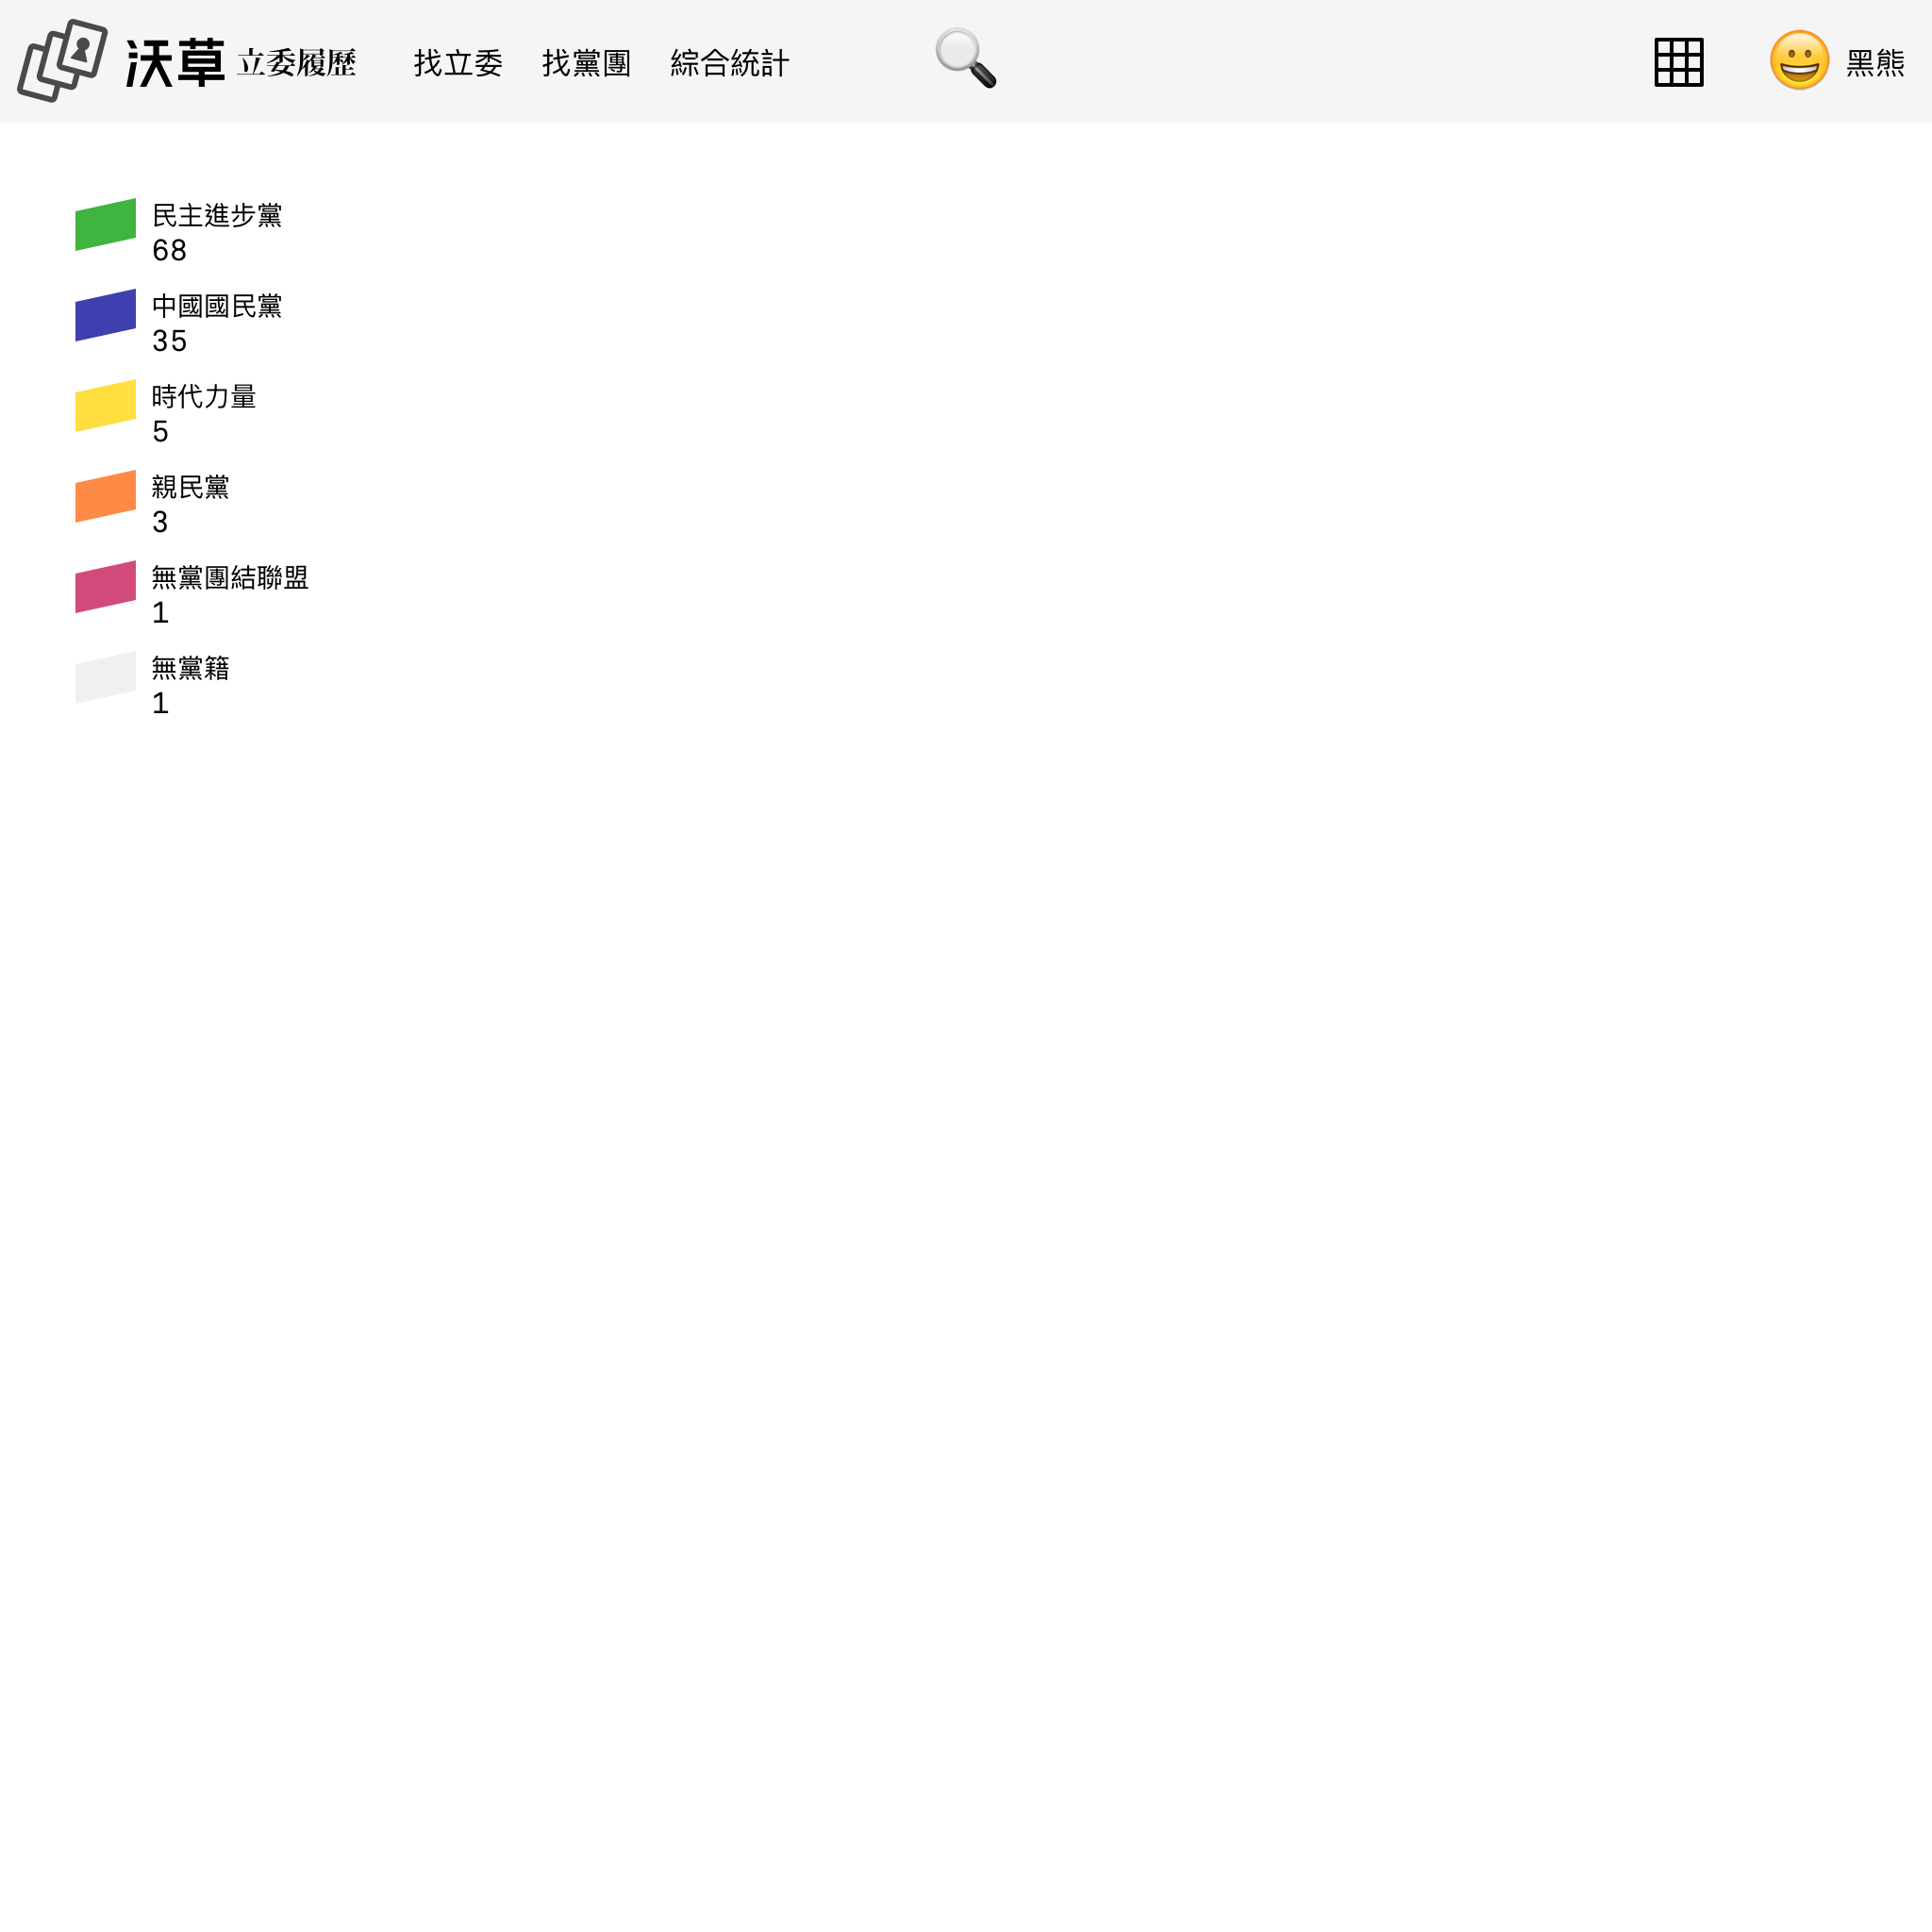 沃草 立委履歷 找立委 找黨團 綜合統計 黑熊
民主進步黨
68
中國國民黨
35
時代力量
5
親民黨
3
無黨團結聯盟
1
無黨籍
1